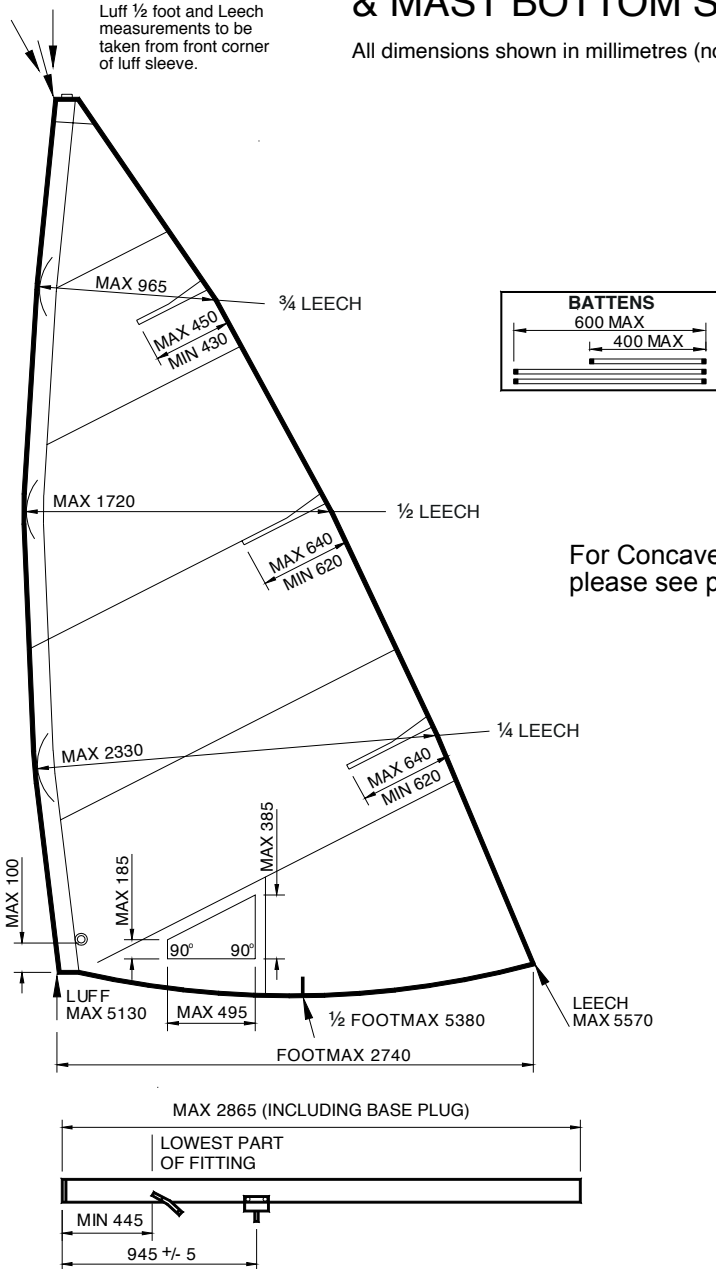 Luff ½ foot and Leech
measurements to be
taken from front corner
of luff sleeve.
& MAST BOTTOM
All dimensions shown in millimetres
MAX 965
¾ LEECH
MAX 450
MIN 430
BATTENS
600 MAX
400 MAX
MAX 1720
½ LEECH
MAX 640
MIN 620
For Concave
please see
MAX 2330
¼ LEECH
MAX 640
MIN 620
MAX 100
MAX 185
MAX 385
90°
90°
LUFF
MAX 5130
MAX 495
½ FOOTMAX 5380
LEECH
MAX 5570
FOOTMAX 2740
MAX 2865 (INCLUDING BASE PLUG)
LOWEST PART
OF FITTING
MIN 445
945 +/- 5